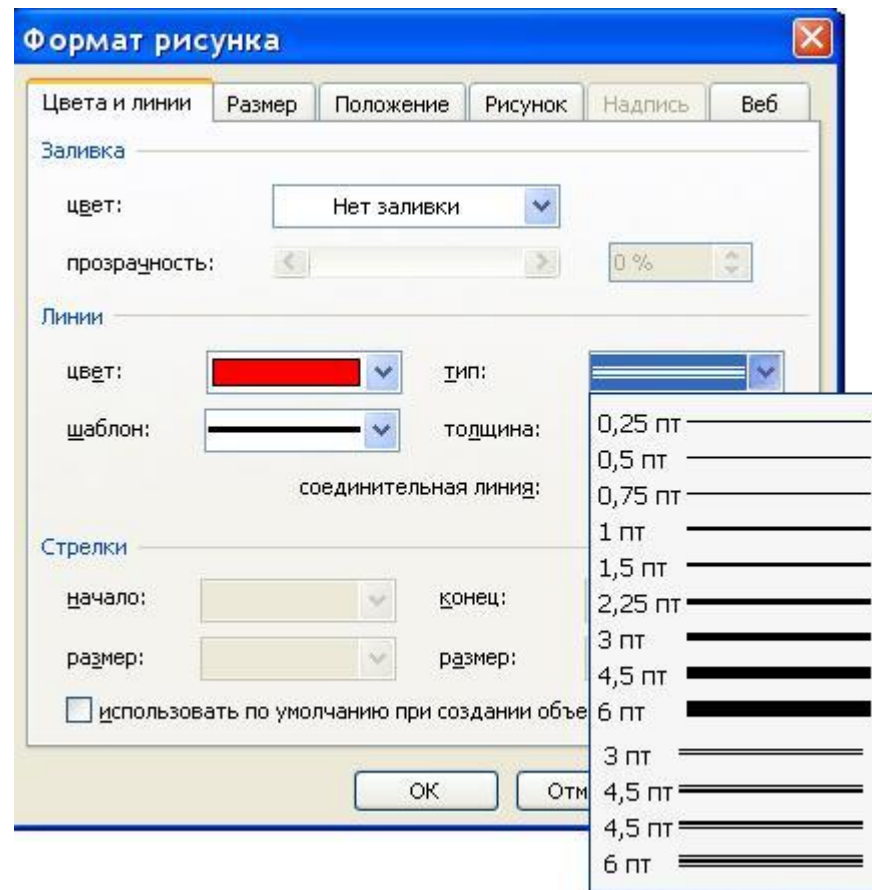 Формат рисунка
Цвета и линии Размер Положение Рисунок Надпись Веб
Заливка
цвет: Нет заливки
прозрачность: 0 %
Линии
цвет: тип:
шаблон: толщина:
соединительная линия:
Стрелки
начало: конец:
размер: размер:
использовать по умолчанию при создании объе
ОК Отм
0,25 пт
0,5 пт
0,75 пт
1 пт
1,5 пт
2,25 пт
3 пт
4,5 пт
6 пт
3 пт
4,5 пт
4,5 пт
6 пт